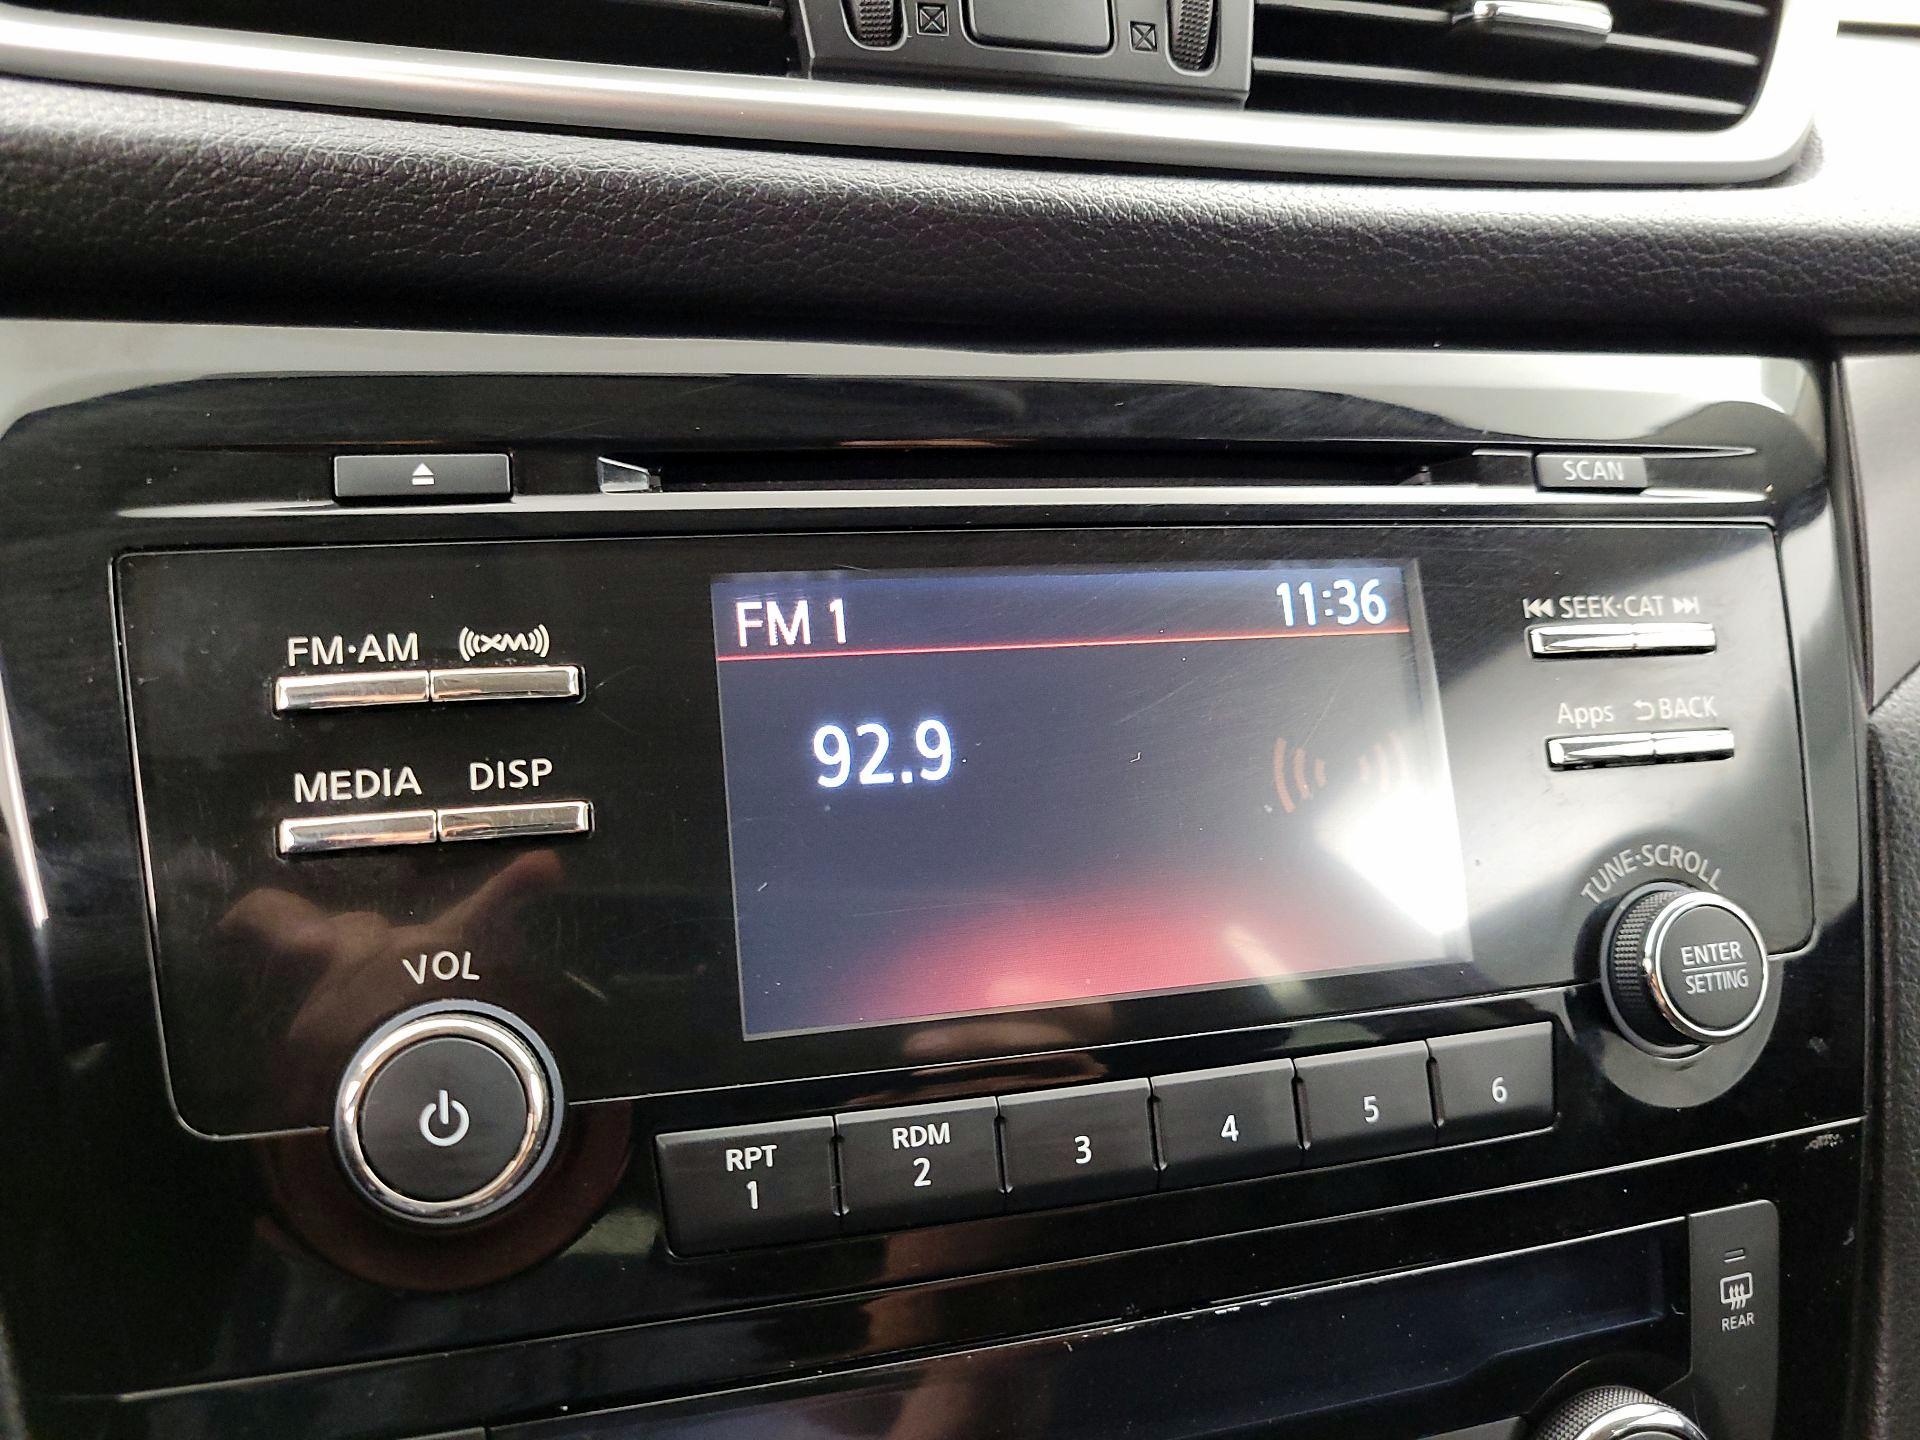 SCAN
FM 1 11:36
92.9
FM·AM XM
MEDIA DISP
VOL
SEEK·CAT
Apps BACK
TUNE·SCROLL
ENTER
SETTING
RPT
1
RDM
2
3
4
5
6
REAR